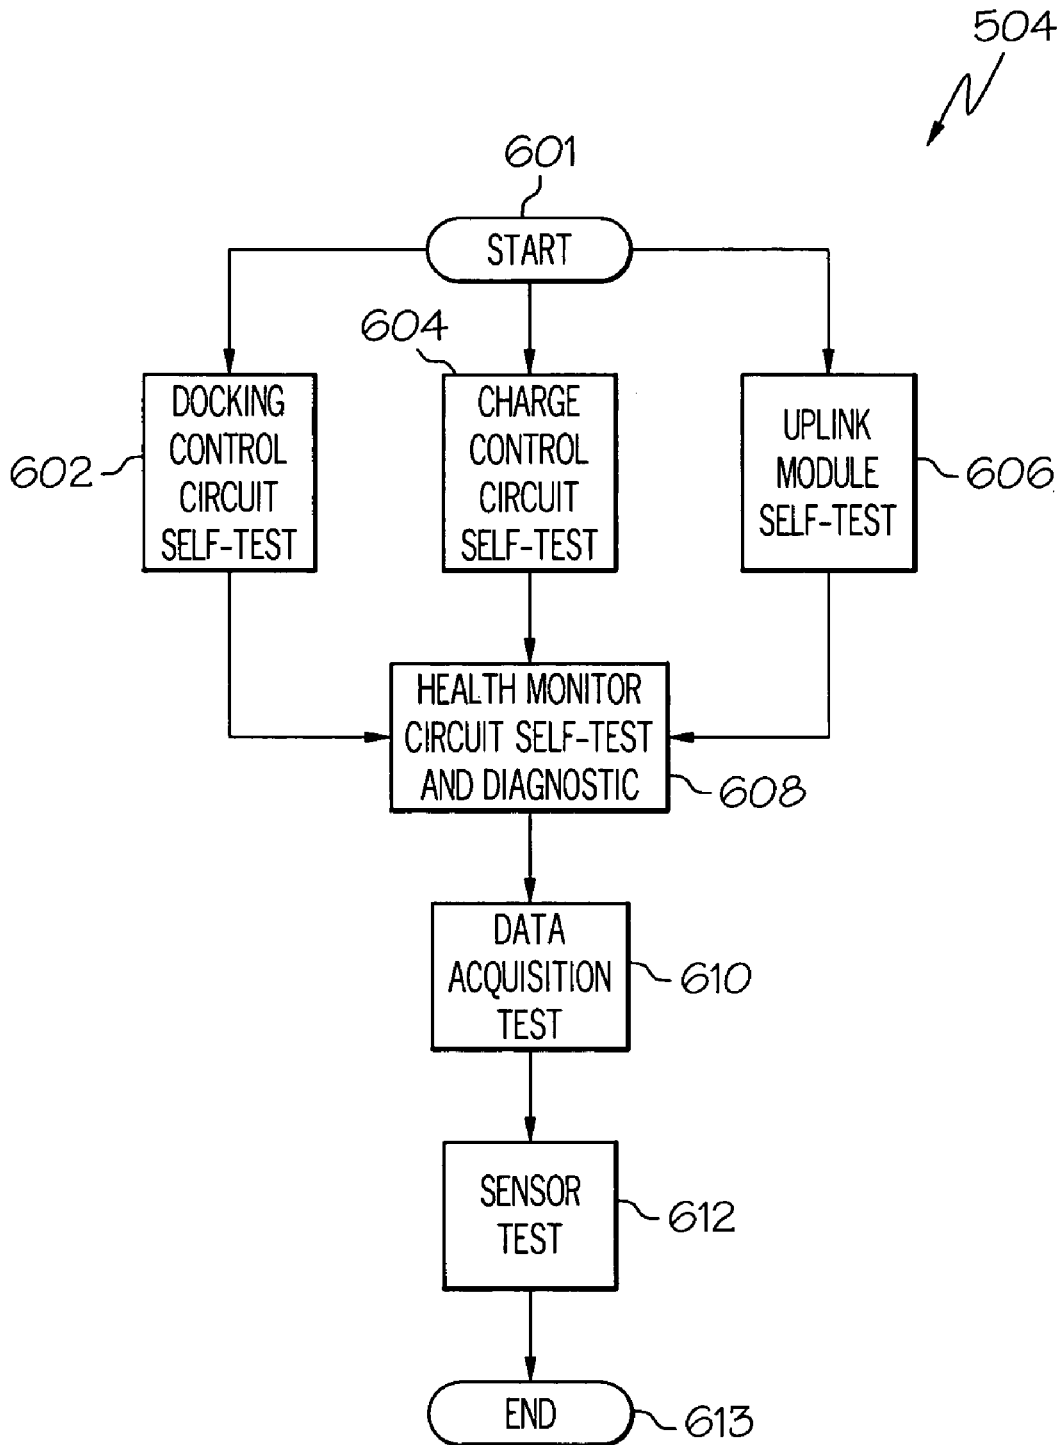 504
601
START
604
DOCKING
CONTROL
CIRCUIT
SELF-TEST
602
CHARGE
CONTROL
CIRCUIT
SELF-TEST
UPLINK
MODULE
SELF-TEST
606
HEALTH MONITOR
CIRCUIT SELF-TEST
AND DIAGNOSTIC
608
DATA
ACQUISITION
TEST
610
SENSOR
TEST
612
END
613